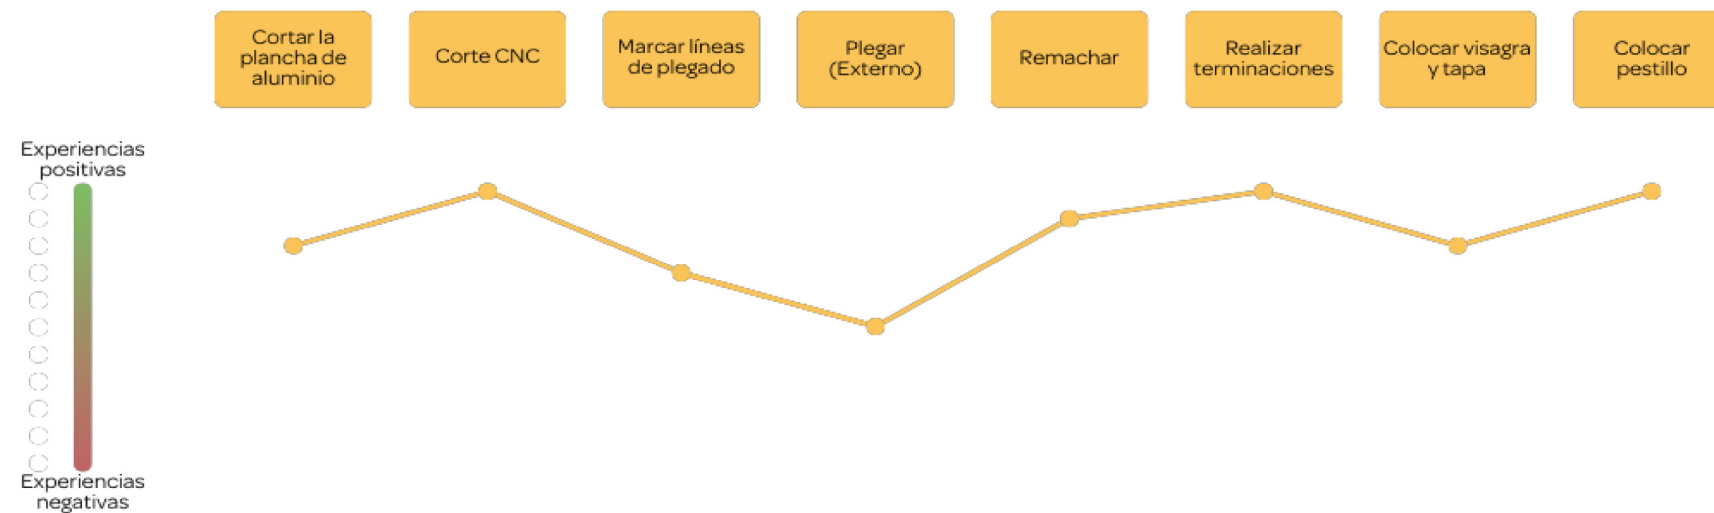 Cortar la
plancha de
aluminio
Corte CNC
Marcar líneas
de plegado
Plegar
(Externo)
Remachar
Realizar
terminaciones
Colocar visagra
y tapa
Colocar
pestillo
Experiencias
positivas
Experiencias
negativas